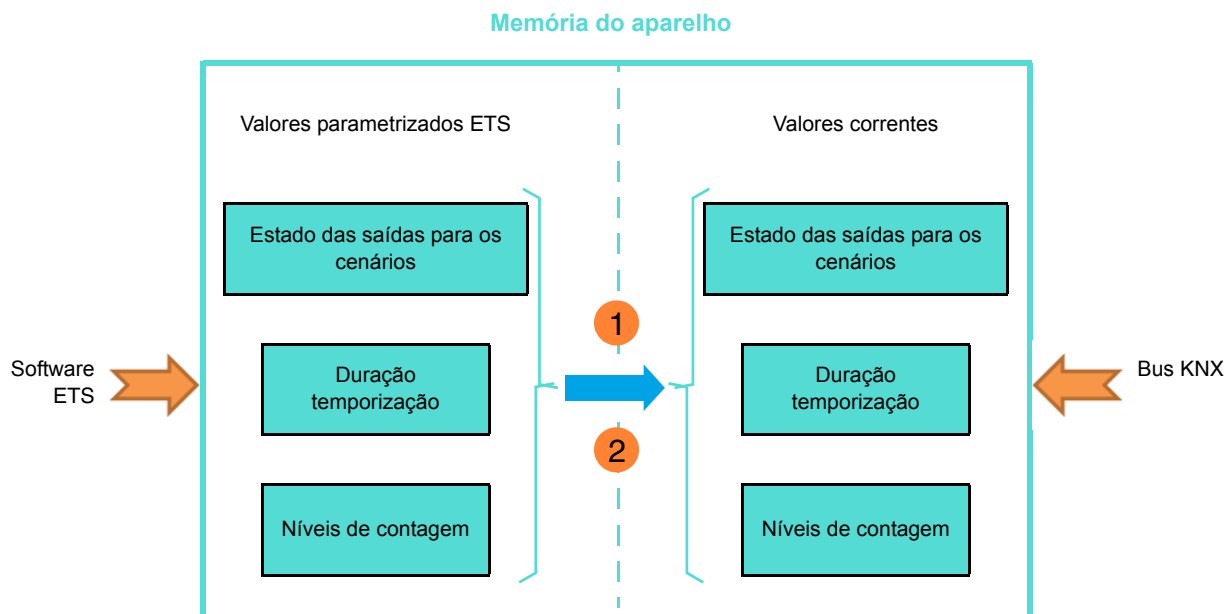 Memória do aparelho
Valores parametrizados ETS
Valores correntes
Estado das saídas para os
cenários
Estado das saídas para os
cenários
1
Software
ETS
Duração
temporização
Duração
temporização
Bus KNX
2
Níveis de contagem
Níveis de contagem